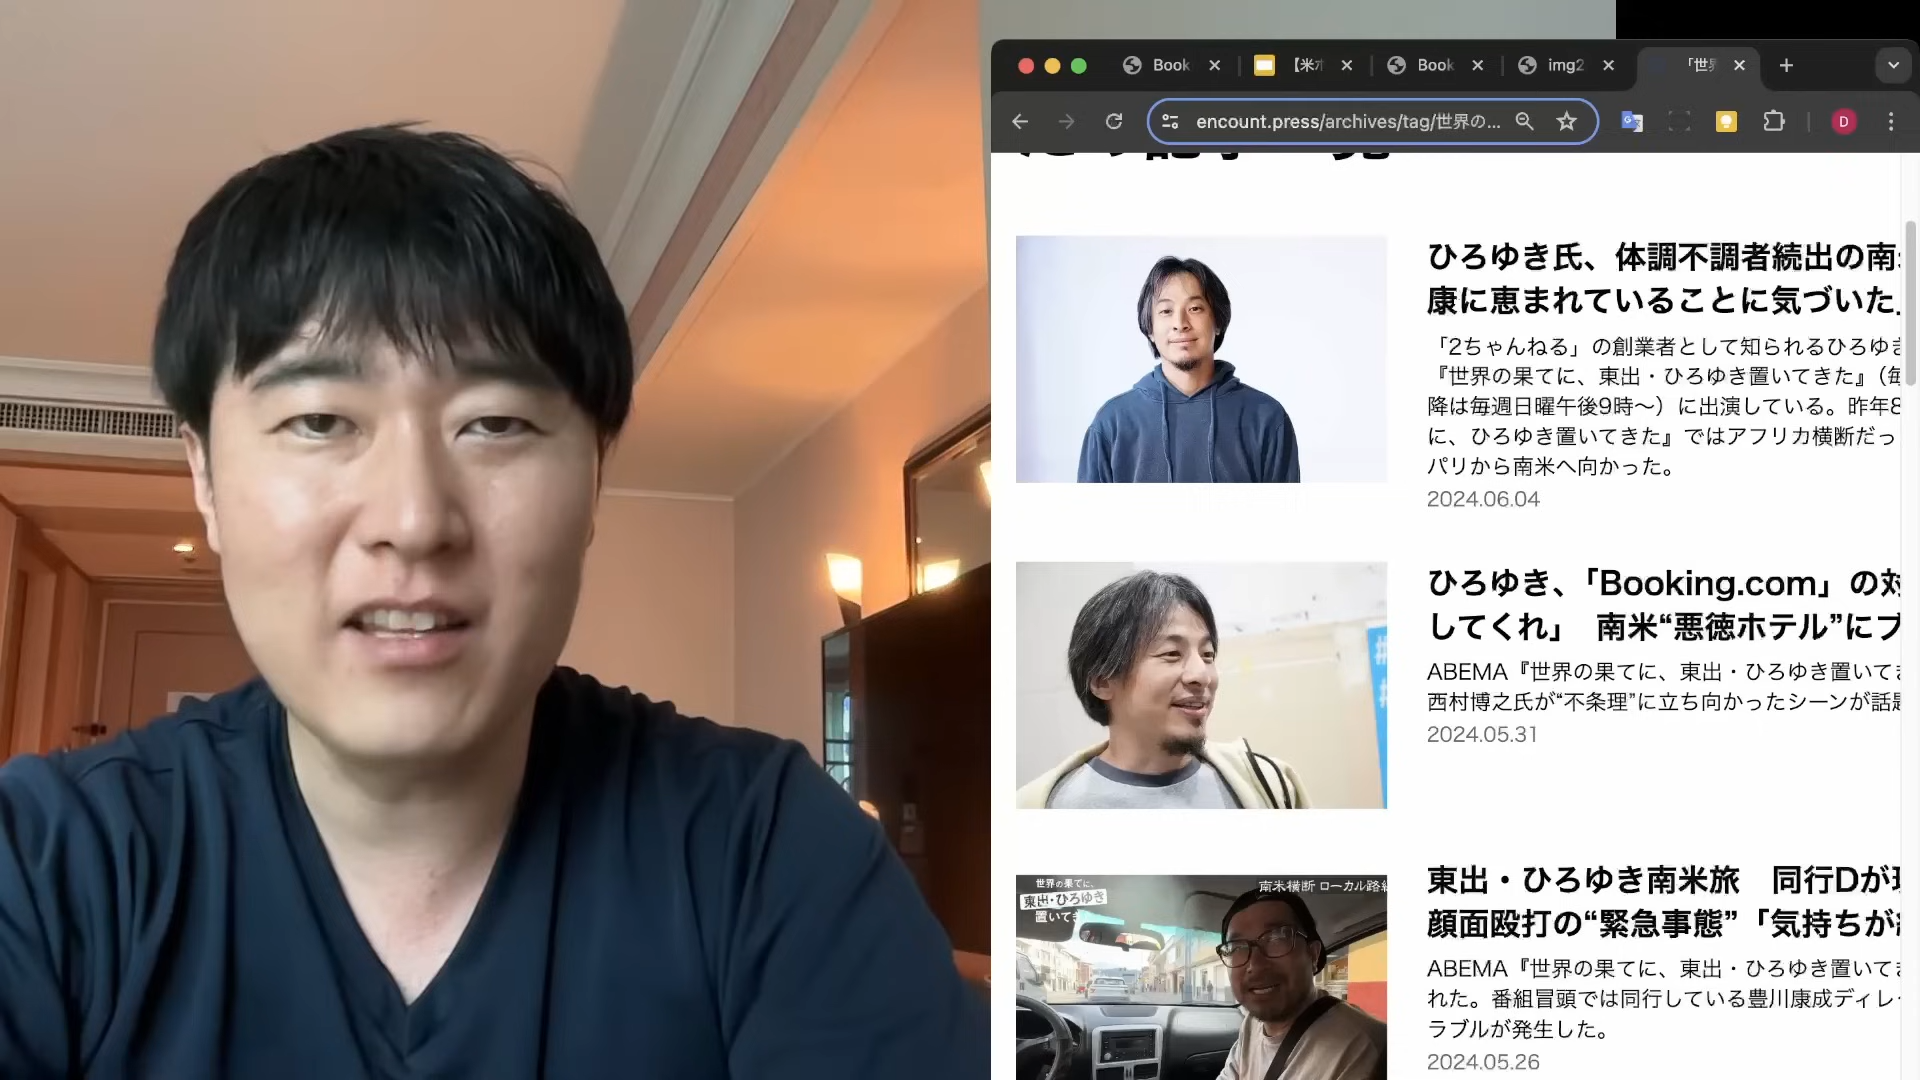 Book
【米
Book
img2
「世界
encount.press/archives/tag/世界の...
D
ひろゆき氏、体調不調者続出の南
康に恵まれていることに気づいた」
「2ちゃんねる」の創業者として知られるひろゆき
『世界の果てに、東出・ひろゆき置いてきた』（毎
降は毎週日曜午後9時〜）に出演している。昨年8
に、ひろゆき置いてきた』ではアフリカ横断だっ
パリから南米へ向かった。
2024.06.04
ひろゆき、「Booking.com」の対
してくれ」 南米“悪徳ホテル”にブ
ABEMA『世界の果てに、東出・ひろゆき置いてき
西村博之氏が“不条理”に立ち向かったシーンが話題
2024.05.31
世界の果てに、
東出・ひろゆき
置いてき
南米横断 ローカル路線
東出・ひろゆき南米旅 同行Dが現
顔面殴打の“緊急事態”「気持ちが
ABEMA『世界の果てに、東出・ひろゆき置いてき
れた。番組冒頭では同行している豊川康成ディレ
ラブルが発生した。
2024.05.26